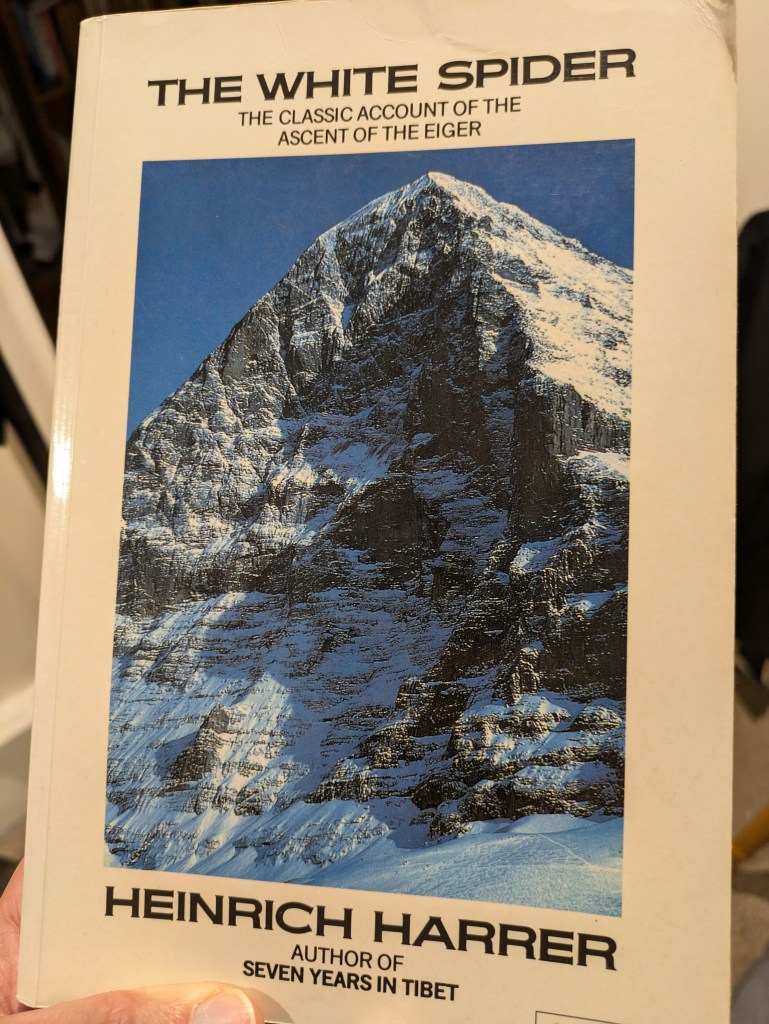 THE WHITE SPIDER
THE CLASSIC ACCOUNT OF THE
ASCENT OF THE EIGER
HEINRICH HARRER
AUTHOR OF
SEVEN YEARS IN TIBET